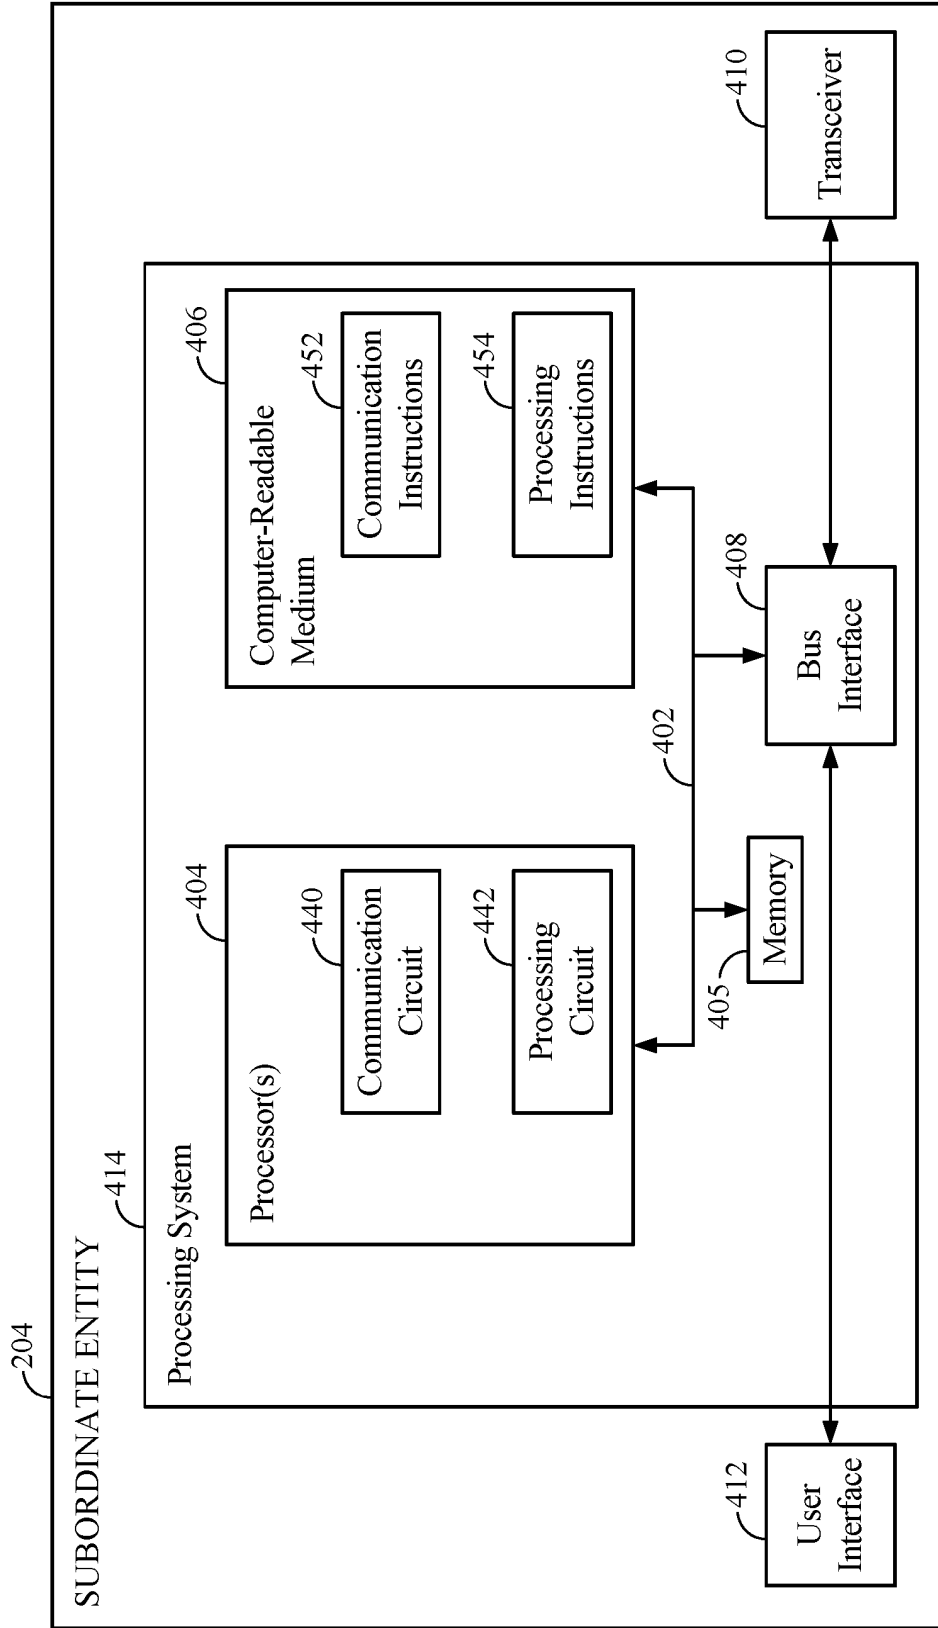 204
SUBORDINATE ENTITY
414
Processing System
404
Processor(s)
440
Communication
Circuit
442
Processing
Circuit
406
Computer-Readable
Medium
452
Communication
Instructions
454
Processing
Instructions
402
405
Memory
408
Bus
Interface
412
User
Interface
410
Transceiver